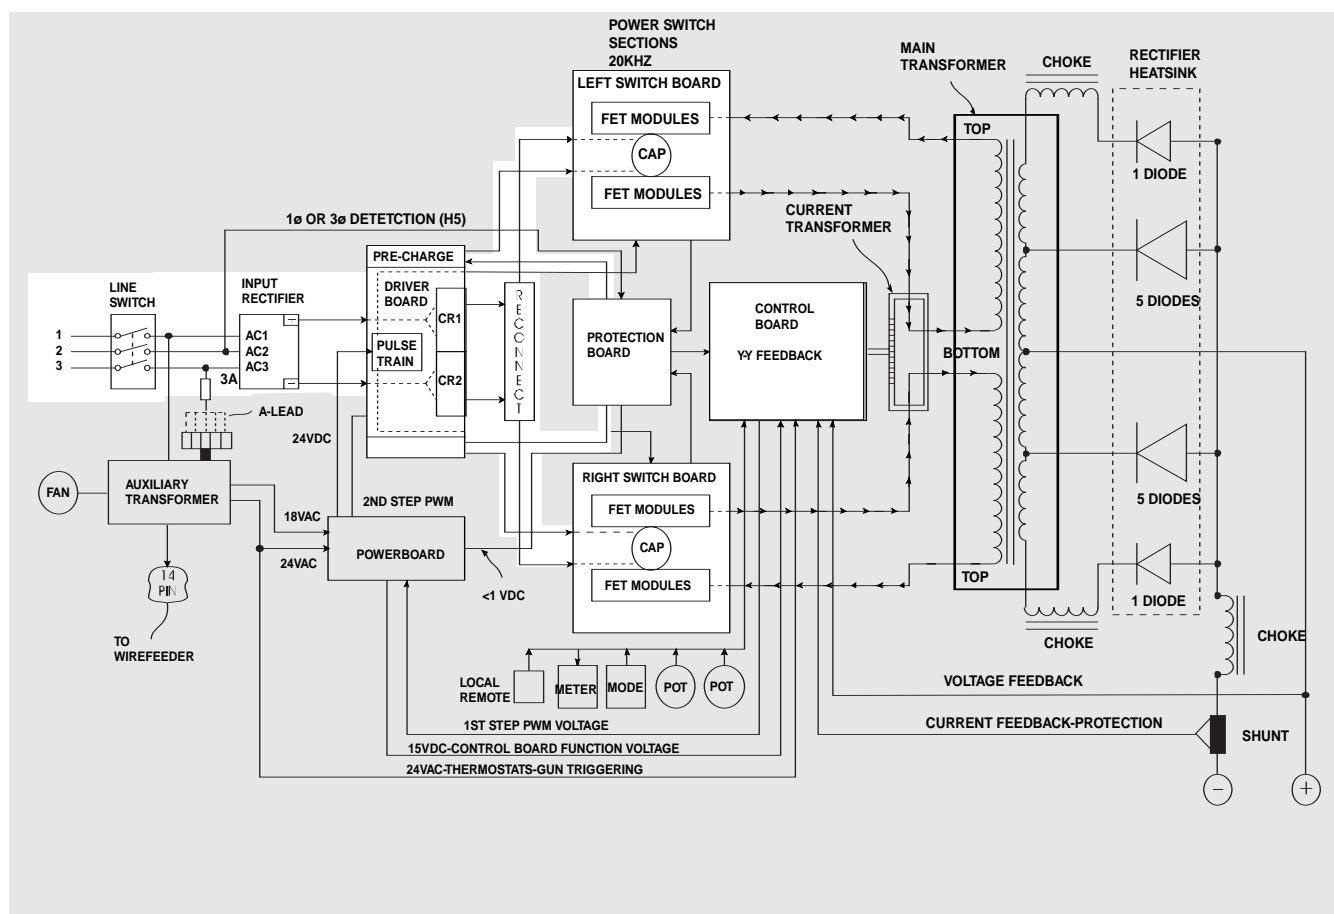 POWER SWITCH
SECTIONS
20KHZ
LEFT SWITCH BOARD
FET MODULES
CAP
FET MODULES
MAIN
TRANSFORMER
CHOKE
RECTIFIER
HEATSINK
TOP
1 DIODE
CURRENT
TRANSFORMER
5 DIODES
1ø OR 3ø DETETCTION (H5)
PRE-CHARGE
LINE
SWITCH
INPUT
RECTIFIER
DRIVER
BOARD
CR1
PULSE
TRAIN
CR2
RECONNECT
1
2
3
AC1
AC2
AC3
3A
PROTECTION
BOARD
CONTROL
BOARD
Y-Y FEEDBACK
BOTTOM
A-LEAD
24VDC
FAN
AUXILIARY
TRANSFORMER
18VAC
24VAC
2ND STEP PWM
POWERBOARD
<1 VDC
RIGHT SWITCH BOARD
FET MODULES
CAP
FET MODULES
5 DIODES
TOP
1 DIODE
CHOKE
CHOKE
14
PIN
TO
WIREFEEDER
LOCAL
REMOTE
METER
MODE
POT
POT
VOLTAGE FEEDBACK
1ST STEP PWM VOLTAGE
CURRENT FEEDBACK-PROTECTION
SHUNT
15VDC-CONTROL BOARD FUNCTION VOLTAGE
24VAC-THERMOSTATS-GUN TRIGGERING
-
+